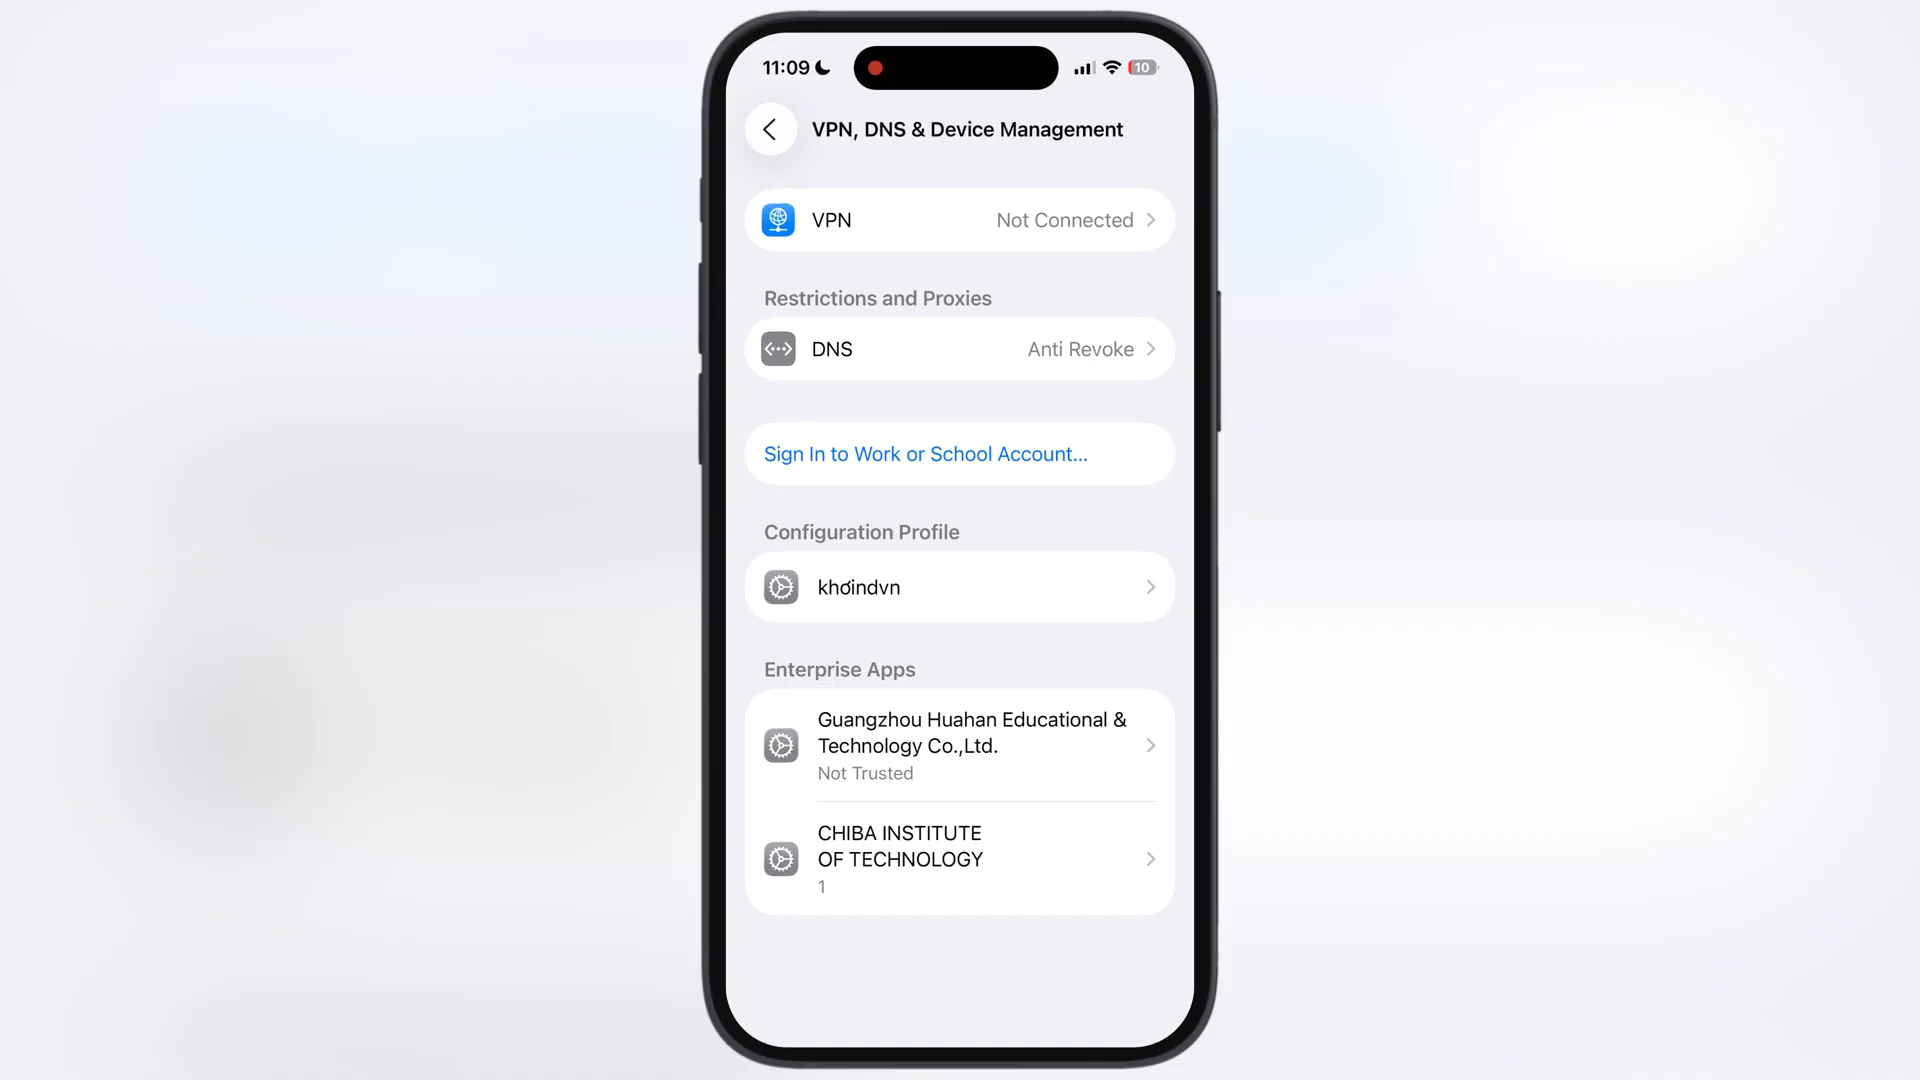 11:09
10
VPN, DNS & Device Management
VPN
Not Connected
Restrictions and Proxies
DNS
Anti Revoke
Sign In to Work or School Account...
Configuration Profile
khơindvn
Enterprise Apps
Guangzhou Huahan Educational &
Technology Co.,Ltd.
Not Trusted
CHIBA INSTITUTE
OF TECHNOLOGY
1